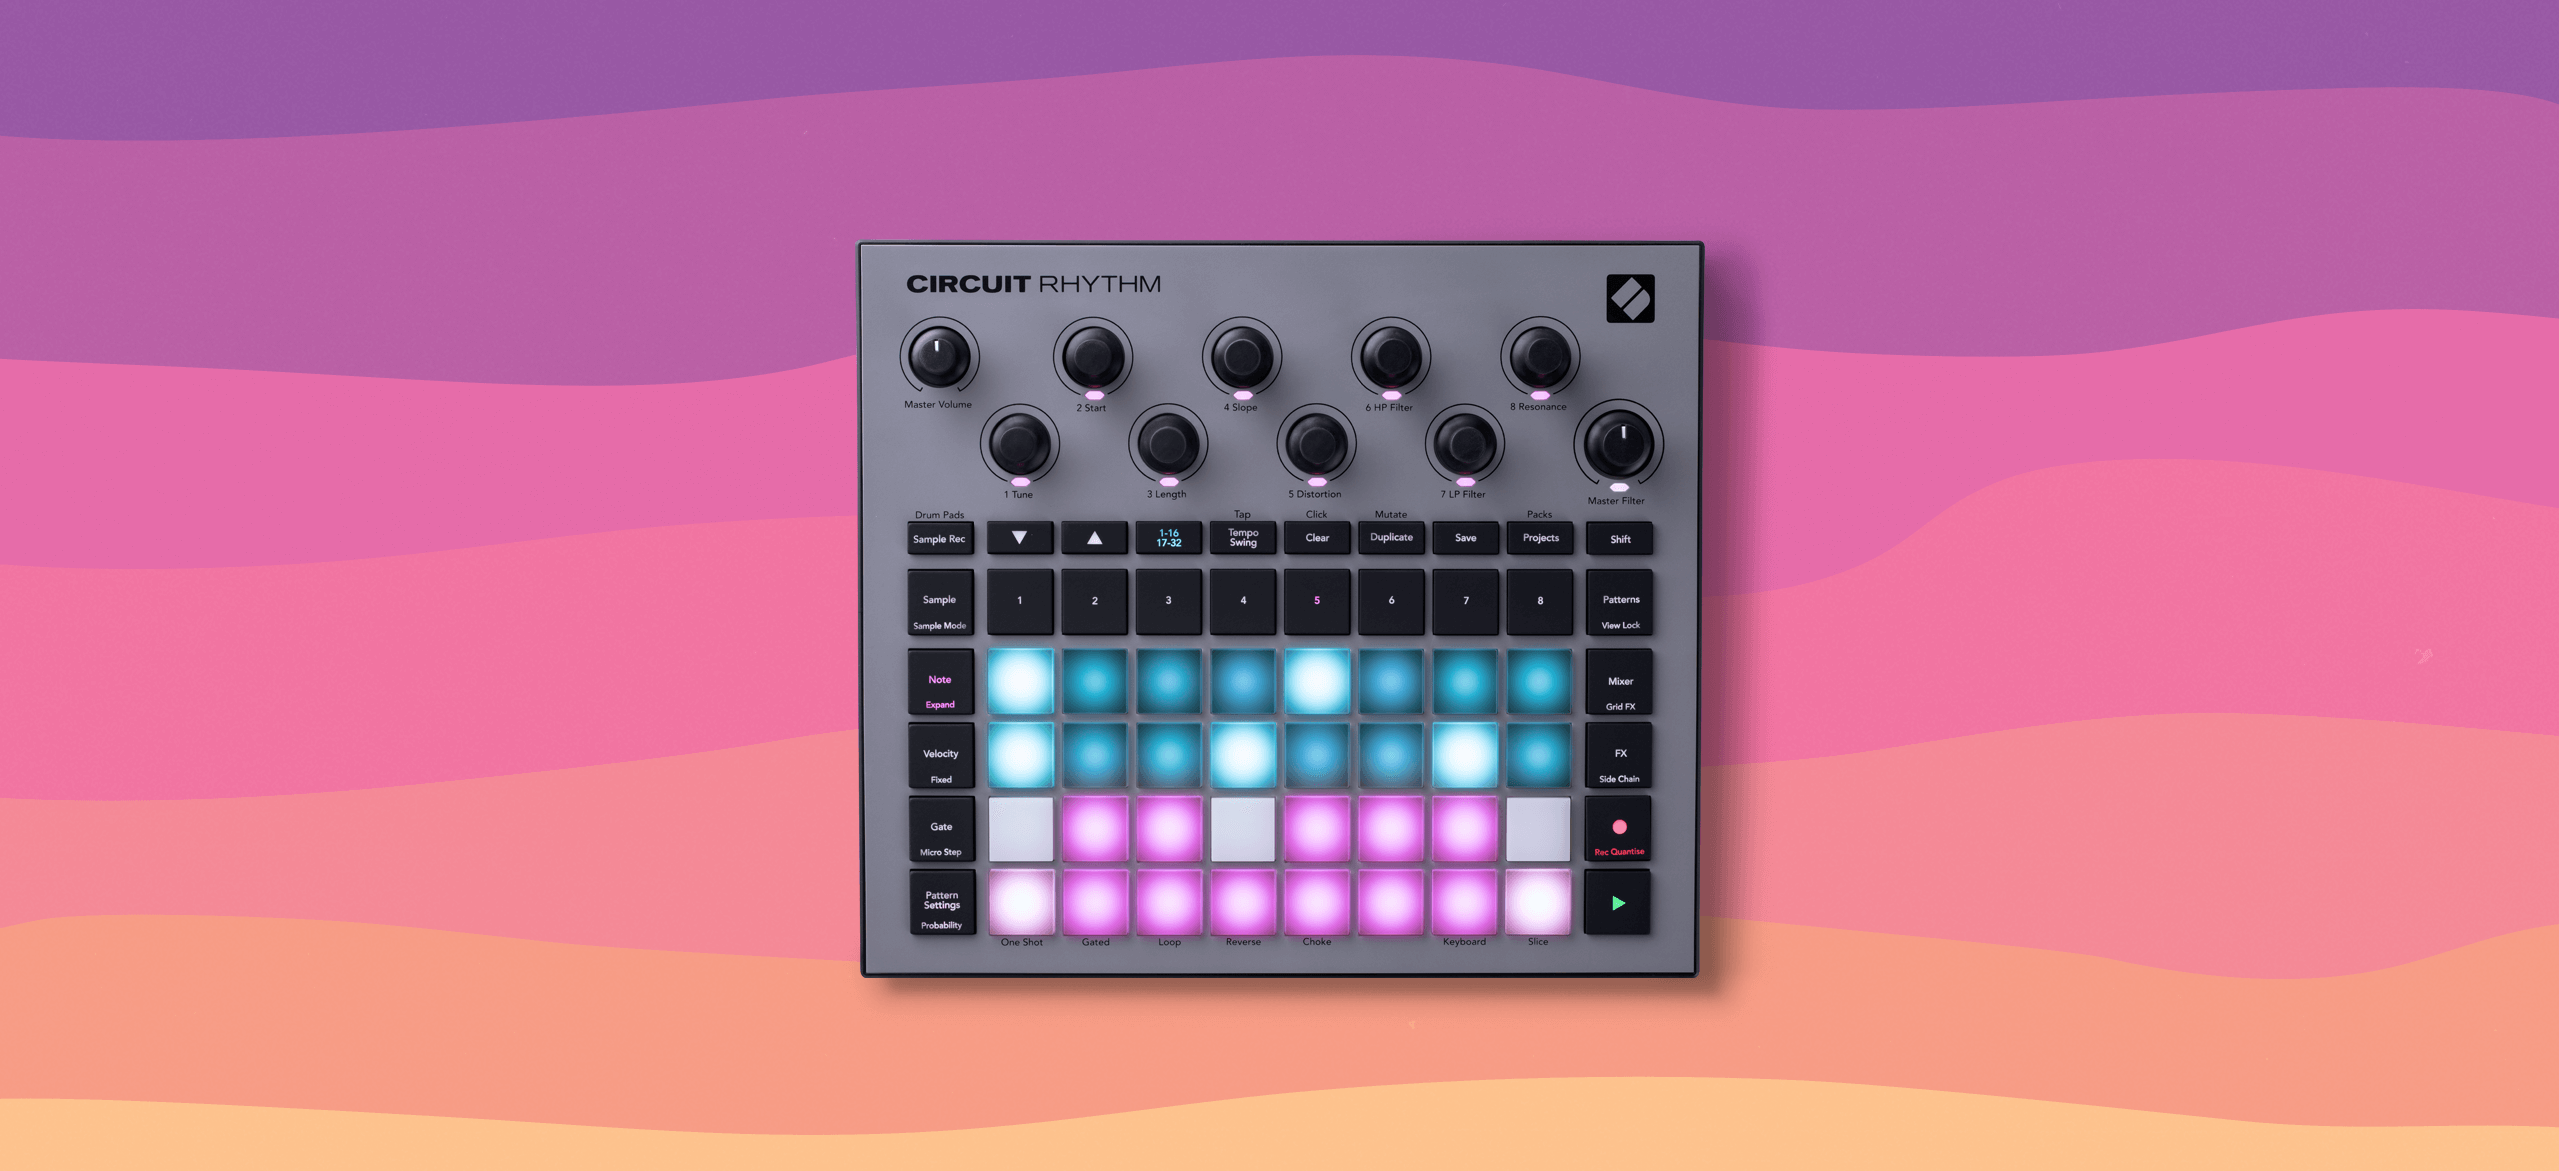 CIRCUIT RHYTHM
Master Volume
2 Start
4 Slope
6 HP Filter
8 Resonance
1 Tune
3 Length
5 Distortion
7 LP Filter
Master Filter
Drum Pads
Tap
Click
Mutate
Packs
Sample Rec
1-16
17-32
Tempo
Swing
Clear
Duplicate
Save
Projects
Shift
Sample
Sample Mode
1
2
3
4
5
6
7
8
Patterns
View Lock
Note
Expand
Mixer
Grid FX
Velocity
Fixed
FX
Side Chain
Gate
Micro Step
Rec Quantise
Pattern
Settings
Probability
One Shot
Gated
Loop
Reverse
Choke
Keyboard
Slice